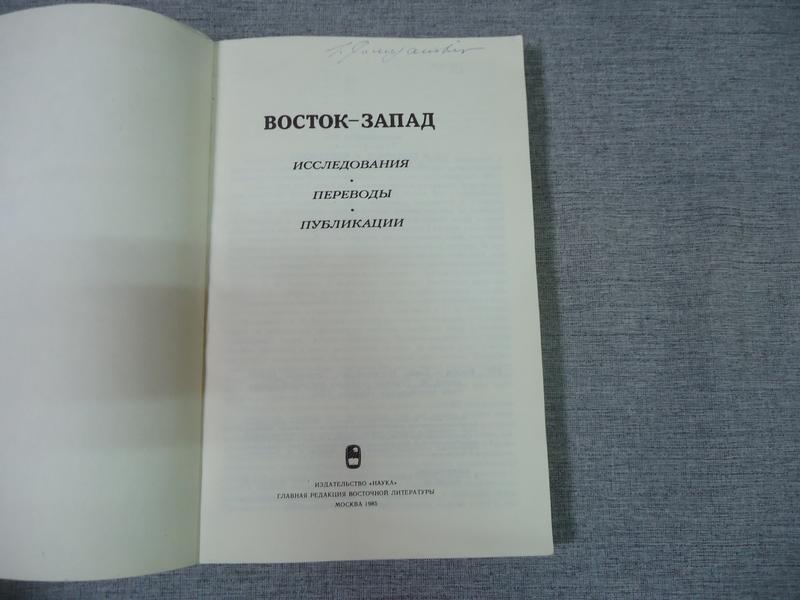 ВОСТОК–ЗАПАД
ИССЛЕДОВАНИЯ
•
ПЕРЕВОДЫ
•
ПУБЛИКАЦИИ
ИЗДАТЕЛЬСТВО «НАУКА»
ГЛАВНАЯ РЕДАКЦИЯ ВОСТОЧНОЙ ЛИТЕРАТУРЫ
МОСКВА 1985